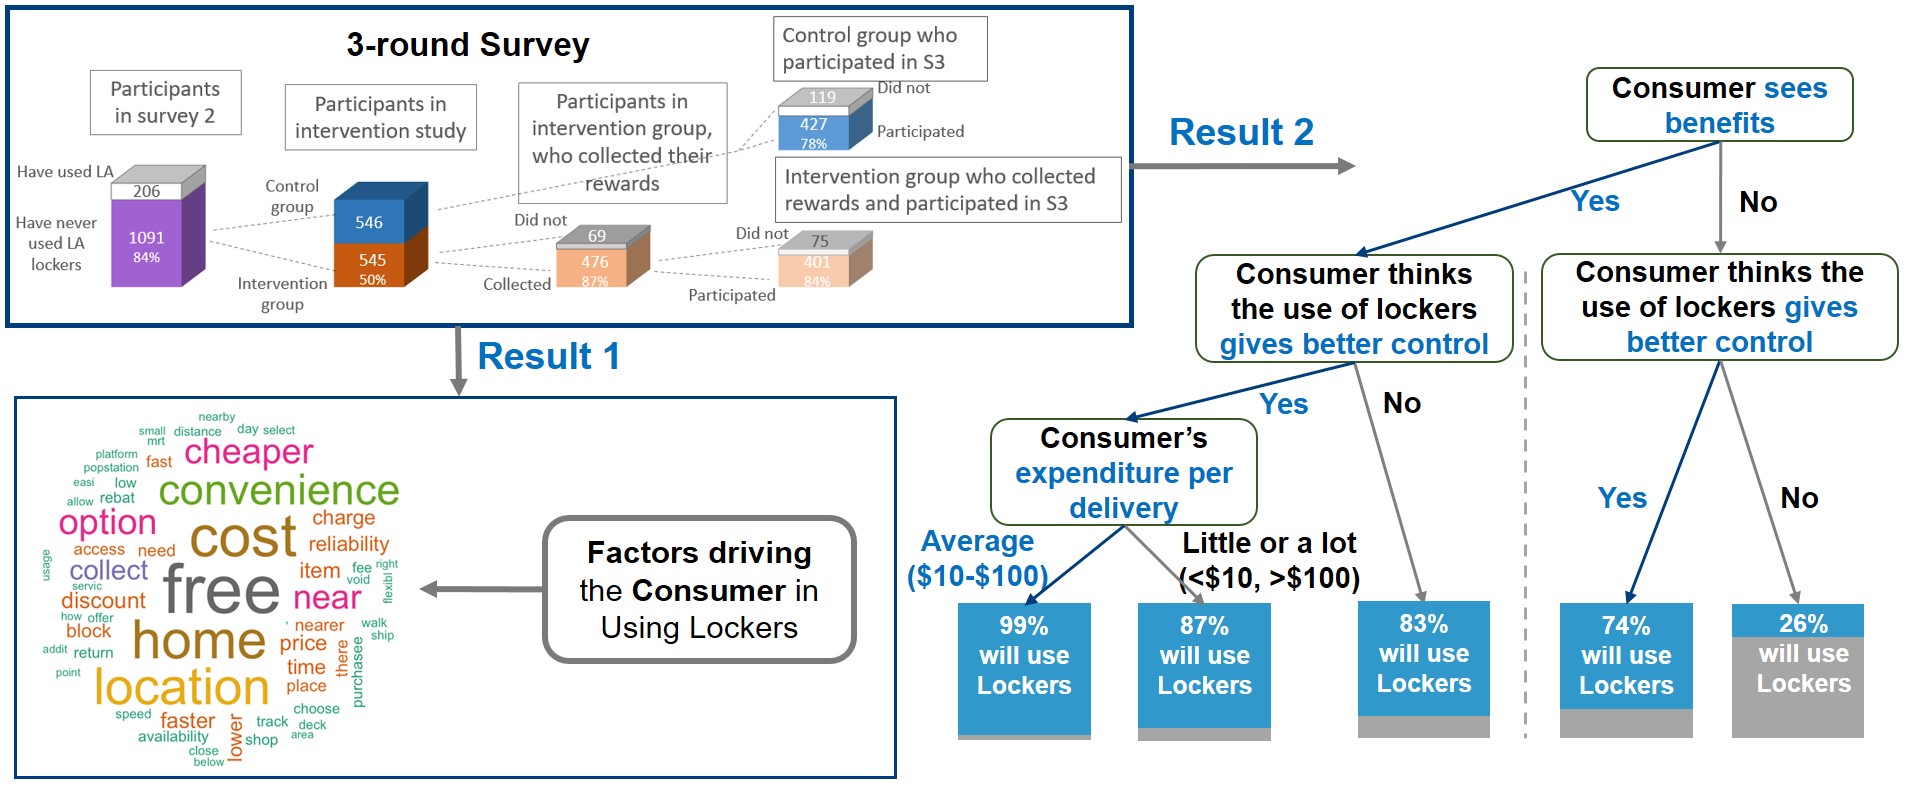 3-round Survey
Participants
in survey 2
Participants in
intervention study
Participants in
intervention group,
who collected their
rewards
Control group who
participated in S3
Intervention group who collected
rewards and participated in S3
Have used LA
206
Have never
used LA
lockers
1091
84%
Control
group
546
Intervention
group
545
50%
Did not
69
Collected
476
87%
Did not
119
Participated
427
78%
Did not
75
Participated
401
84%
Result 1
Result 2
nearby
small distance day select
mrt
cheaper
platform
popstation
fast
easi
low
convenience
allow
rebat
option
cost
charge
reliability
access need
usage
collect
free
item
fee
right
void
flexibl
servic
discount
near
how offer
block
home
nearer
walk
ship
price
addit
return
time
there
purchasee
point
location
place
speed
faster
lower
track
choose
deck
availability
shop
area
close
below
Factors driving
the Consumer in
Using Lockers
Consumer sees
benefits
Yes
No
Consumer thinks
the use of lockers
gives better control
Consumer thinks the
use of lockers gives
better control
Yes
No
Yes
No
Consumer’s
expenditure per
delivery
Average
($10-$100)
Little or a lot
(<$10, >$100)
99%
will use
Lockers
87%
will use
Lockers
83%
will use
Lockers
74%
will use
Lockers
26%
will use
Lockers